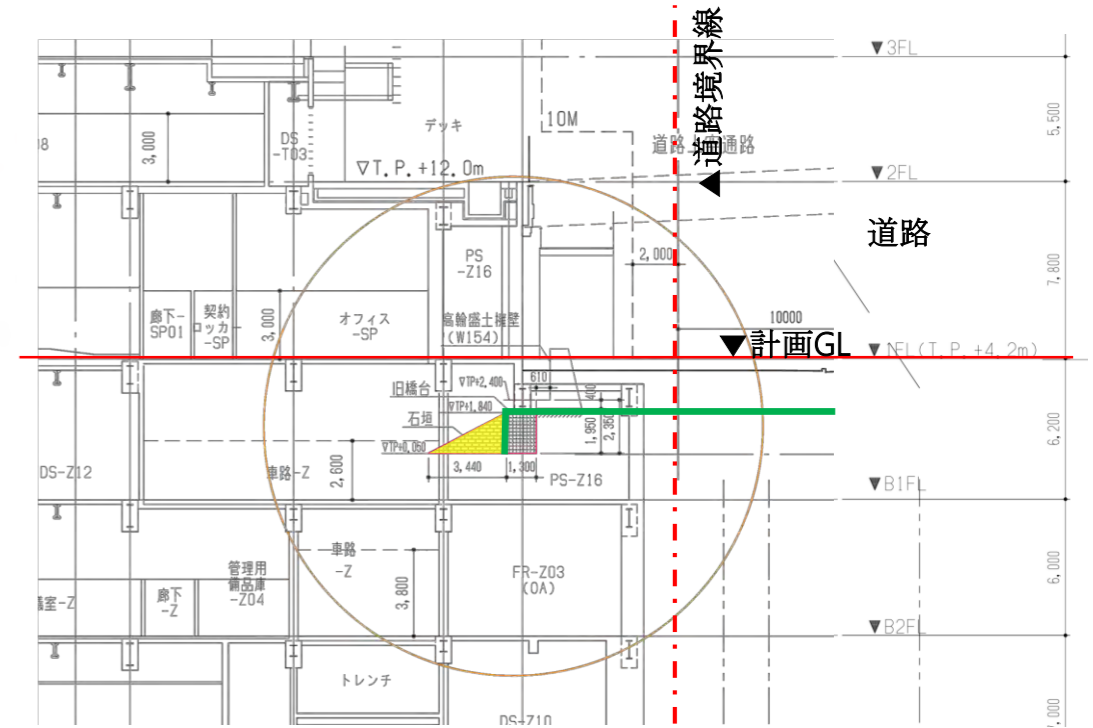 道路境界線
▼3FL
5,500
10M
デッキ
道路上空通路
3,000
DS
-T03
▽T.P.+12.0m
▼2FL
道路
7,800
2,000
PS
-Z16
10000
廊下-
SP01
契約
ロッカー
-SP
3,000
オフィス
-SP
高輪盛土擁壁
(W154)
▼計画GL
▼1FL(T.P.+4.2m)
610
▽TP+2,400
旧橋台
400
▽TP+1.840
石垣
1,950
2,350
6,200
▽TP+0.050
DS-Z12
車路-Z
2,600
3,440
1,300
PS-Z16
▼B1FL
車路
-Z
管理用
備品庫
-Z04
3,800
FR-Z03
(OA)
6,000
廊下
-Z
室-Z
▼B2FL
トレンチ
DS-Z10